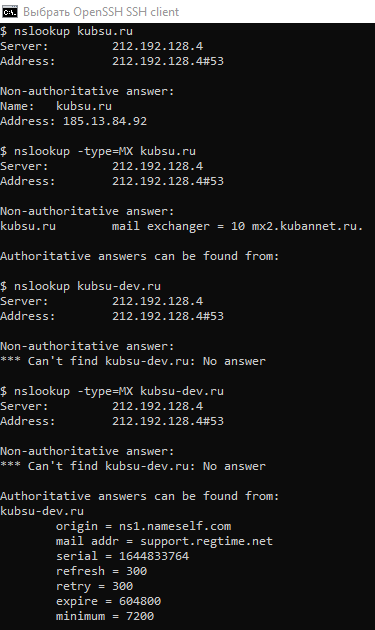 Выбрать OpenSSH SSH client
$ nslookup kubsu.ru
Server:         212.192.128.4
Address:        212.192.128.4#53

Non-authoritative answer:
Name:   kubsu.ru
Address: 185.13.84.92

$ nslookup -type=MX kubsu.ru
Server:         212.192.128.4
Address:        212.192.128.4#53

Non-authoritative answer:
kubsu.ru        mail exchanger = 10 mx2.kubannet.ru.

Authoritative answers can be found from:

$ nslookup kubsu-dev.ru
Server:         212.192.128.4
Address:        212.192.128.4#53

Non-authoritative answer:
*** Can't find kubsu-dev.ru: No answer

$ nslookup -type=MX kubsu-dev.ru
Server:         212.192.128.4
Address:        212.192.128.4#53

Non-authoritative answer:
*** Can't find kubsu-dev.ru: No answer

Authoritative answers can be found from:
kubsu-dev.ru
        origin = ns1.nameself.com
        mail addr = support.regtime.net
        serial = 1644833764
        refresh = 300
        retry = 300
        expire = 604800
        minimum = 7200